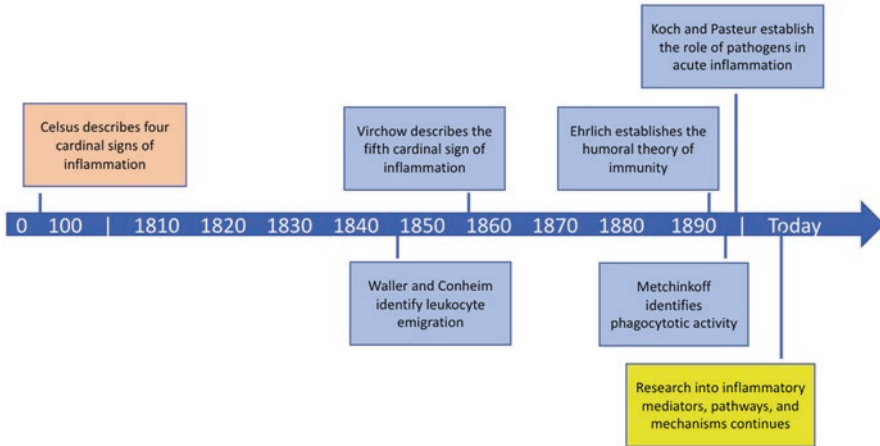 Koch and Pasteur establish
the role of pathogens in
acute inflammation
Celsus describes four
cardinal signs of
inflammation
Virchow describes the
fifth cardinal sign of
inflammation
Ehrlich establishes the
humoral theory of
immunity
0 100 | 1810 1820 1830 1840 1850 1860 1870 1880 1890 | Today
Waller and Conheim
identify leukocyte
emigration
Metchinkoff
identifies
phagocytotic activity
Research into inflammatory
mediators, pathways, and
mechanisms continues